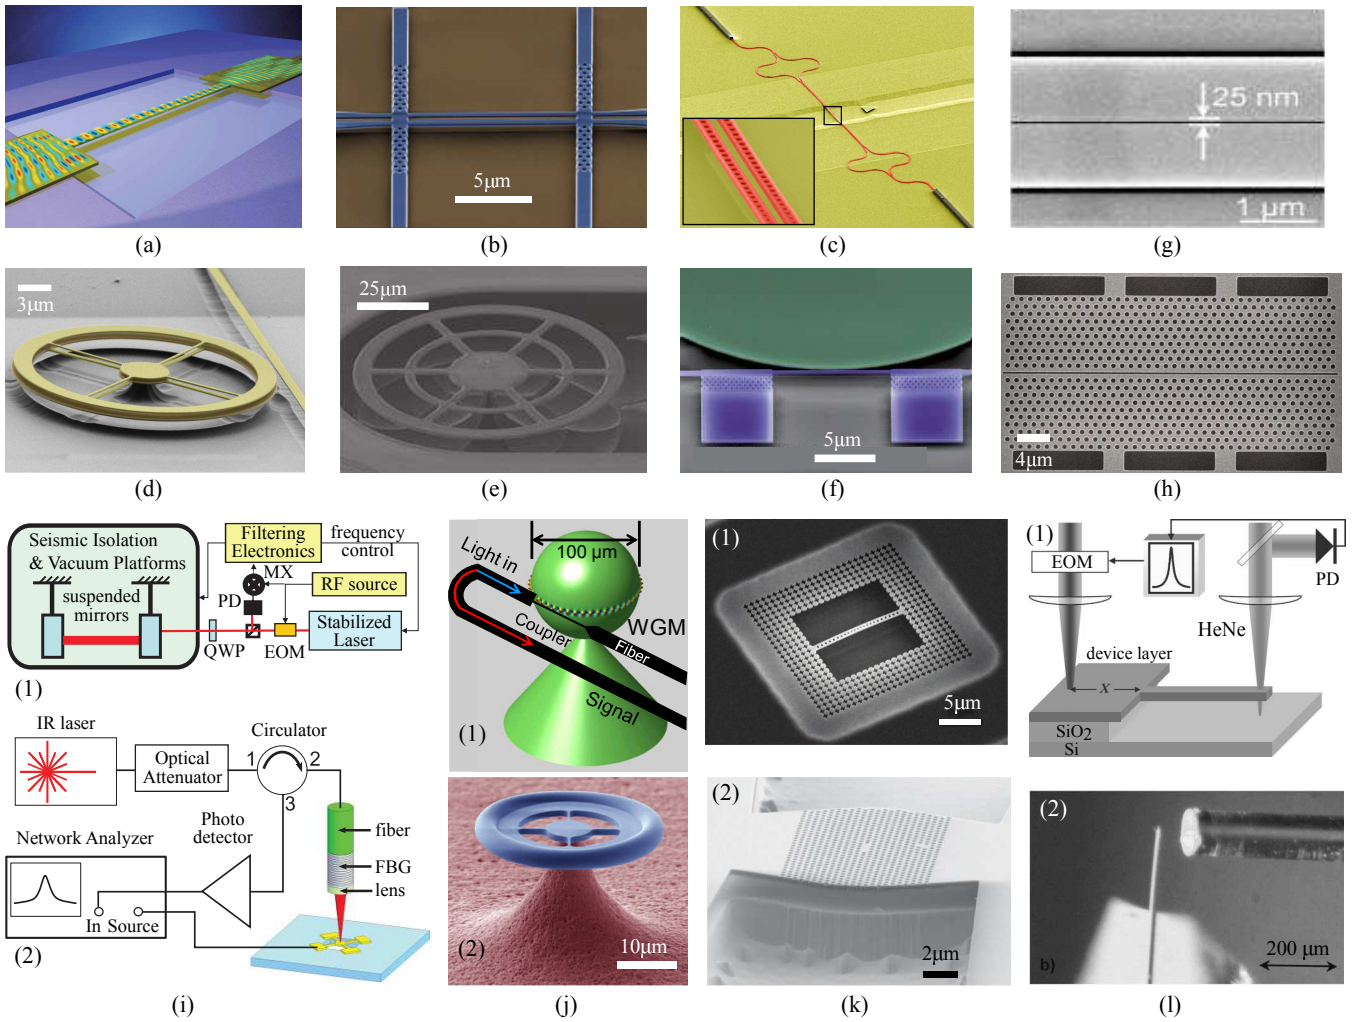 (a)
5µm
(b)
(c)
25 nm
1 µm
(g)
3µm
(d)
25µm
(e)
5µm
(f)
4µm
(h)
Seismic Isolation
& Vacuum Platforms
suspended
mirrors
Filtering
Electronics
frequency
control
MX
RF source
PD
Stabilized
Laser
QWP
EOM
(1)
IR laser
Optical
Attenuator
Circulator
1
2
3
Photo
detector
Network Analyzer
In Source
fiber
FBG
lens
(2)
(i)
100 µm
Light in
WGM
Coupler
Fiber
Signal
(1)
(2)
10µm
(j)
(1)
5µm
(2)
2µm
(k)
(1)
EOM
PD
HeNe
device layer
X
SiO2
Si
(2)
b)
200 µm
(l)